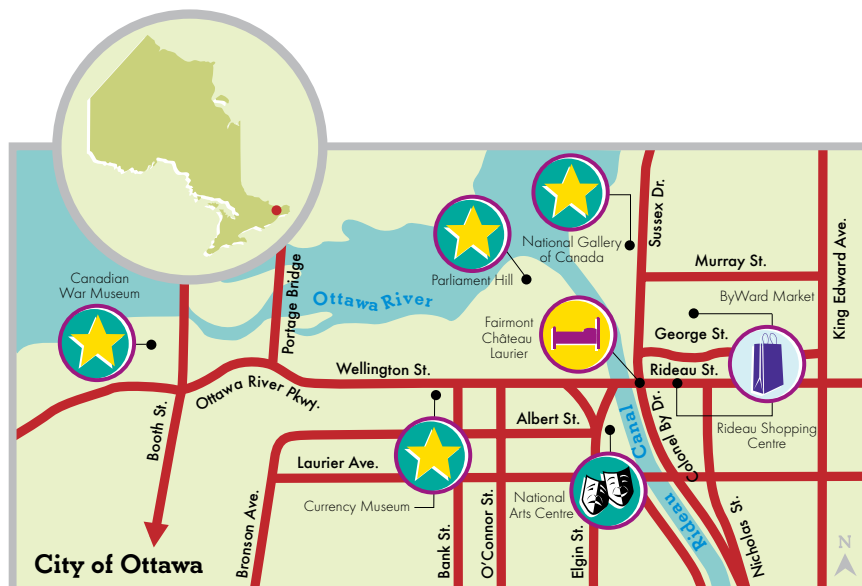 National Gallery
of Canada
Sussex Dr.
King Edward Ave.
Murray St.
Parliament Hill
Canadian
War Museum
Portage Bridge
Ottawa River
ByWard Market
Fairmont
Château
Laurier
George St.
Rideau St.
Wellington St.
Ottawa River Pkwy.
Booth St.
Albert St.
Canal
Colonel By Dr.
Rideau Shopping
Centre
Laurier Ave.
Currency Museum
National
Arts Centre
Rideau
Bronson Ave.
Bank St.
O'Connor St.
Elgin St.
Nicholas St.
N
City of Ottawa